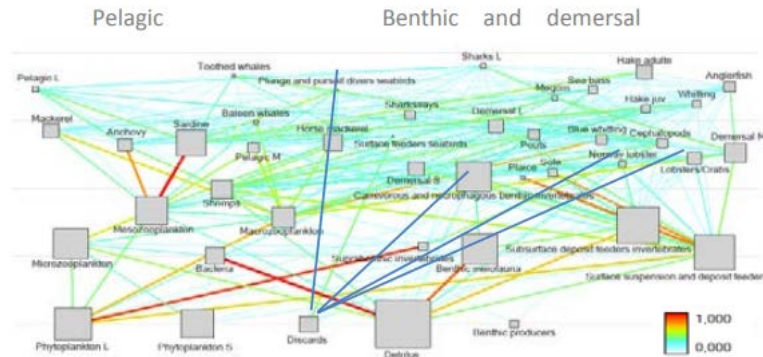 Pelagic
Benthic and demersal
Toothed whales
Sharks L
Hake adulte
Pelagic L
Plunge and pursuit divers seabirds
Sea bass
Anglerfish
Megrim
Baleen whales
Sharks/rays
Hake juv
Whiting
Mackerel
Anchovy
Sardine
Horse mackerel
Demersal L
Surface feeders seabirds
Pouts
Blue whiting
Cephalopods
Demersal M
Pelagic M
Norway lobster
Plaice
Sole
Lobsters/Crabs
Shrimps
Demersal S
Carnivorous and necrophagous benthic invertebrates
Mesozooplankton
Macrozooplankton
Subsurface deposit feeders invertebrates
Microzooplankton
Bacteria
Suprabenthic invertebrates
Benthic meiofauna
Surface suspension and deposit feeder
Phytoplankton L
Phytoplankton S
Discards
Detritus
Benthic producers
1,000
0,000